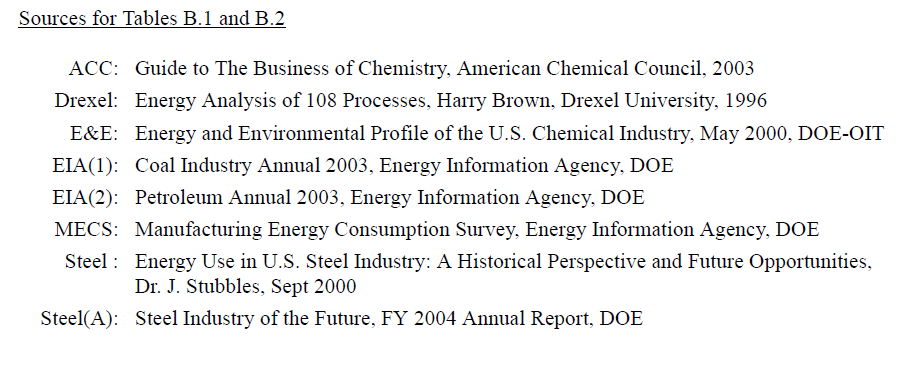 Sources for Tables B.1 and B.2
ACC: Guide to The Business of Chemistry, American Chemical Council, 2003
Drexel: Energy Analysis of 108 Processes, Harry Brown, Drexel University, 1996
E&E: Energy and Environmental Profile of the U.S. Chemical Industry, May 2000, DOE-OIT
EIA(1): Coal Industry Annual 2003, Energy Information Agency, DOE
EIA(2): Petroleum Annual 2003, Energy Information Agency, DOE
MECS: Manufacturing Energy Consumption Survey, Energy Information Agency, DOE
Steel : Energy Use in U.S. Steel Industry: A Historical Perspective and Future Opportunities,
Dr. J. Stubbles, Sept 2000
Steel(A): Steel Industry of the Future, FY 2004 Annual Report, DOE